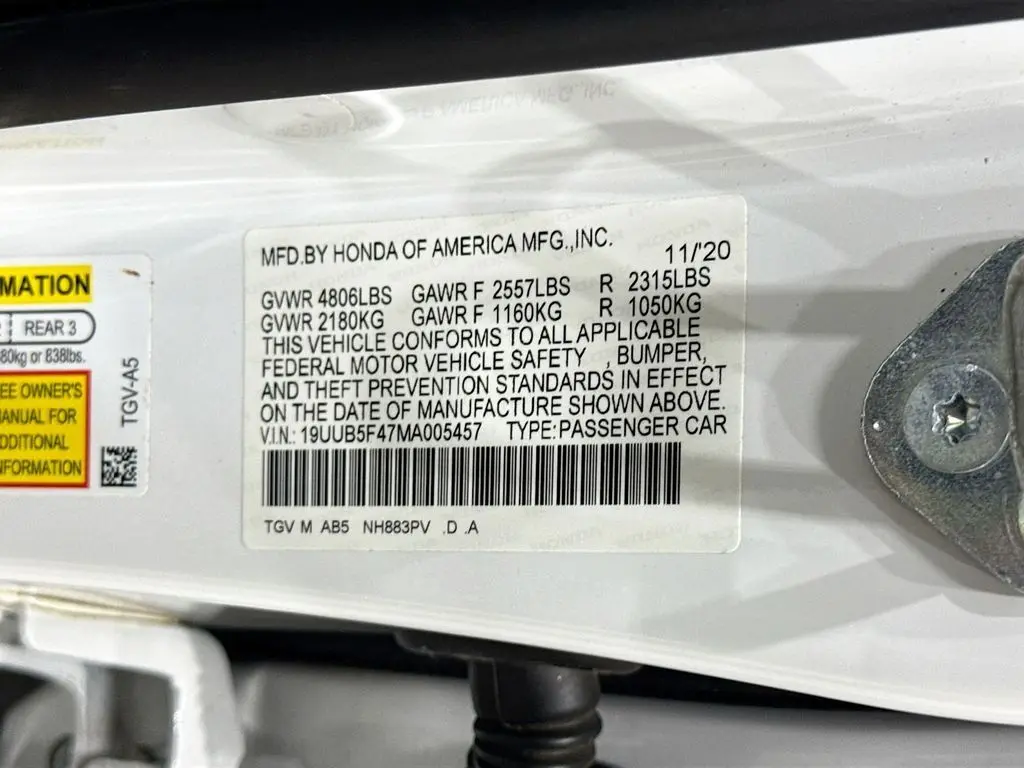 MATION
REAR 3
80kg or 838lbs.
EE OWNER'S
ANUAL FOR
DDITIONAL
FORMATION
TGV-A5
MFD.BY HONDA OF AMERICA MFG.,INC.
11/'20
GVWR 4806LBS GAWR F 2557LBS R 2315LBS
GVWR 2180KG GAWR F 1160KG R 1050KG
THIS VEHICLE CONFORMS TO ALL APPLICABLE
FEDERAL MOTOR VEHICLE SAFETY , BUMPER,
AND THEFT PREVENTION STANDARDS IN EFFECT
ON THE DATE OF MANUFACTURE SHOWN ABOVE.
V.I.N.: 19UUB5F47MA005457 TYPE:PASSENGER CAR
TGV M AB5 NH883PV .D .A